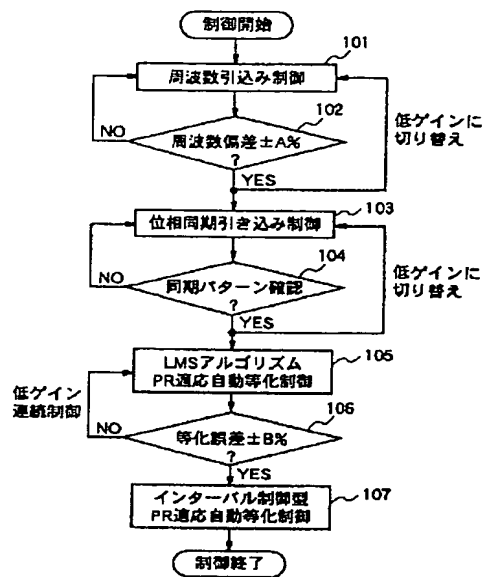 制御開始
101
周波数引込み制御
102
周波数偏差±A%
?
NO
YES
低ゲインに
切り替え
103
位相同期引き込み制御
104
同期パターン確認
?
NO
YES
低ゲインに
切り替え
105
LMSアルゴリズム
PR適応自動等化制御
低ゲイン
連続制御
106
等化誤差±B%
?
NO
YES
107
インターバル制御型
PR適応自動等化制御
制御終了